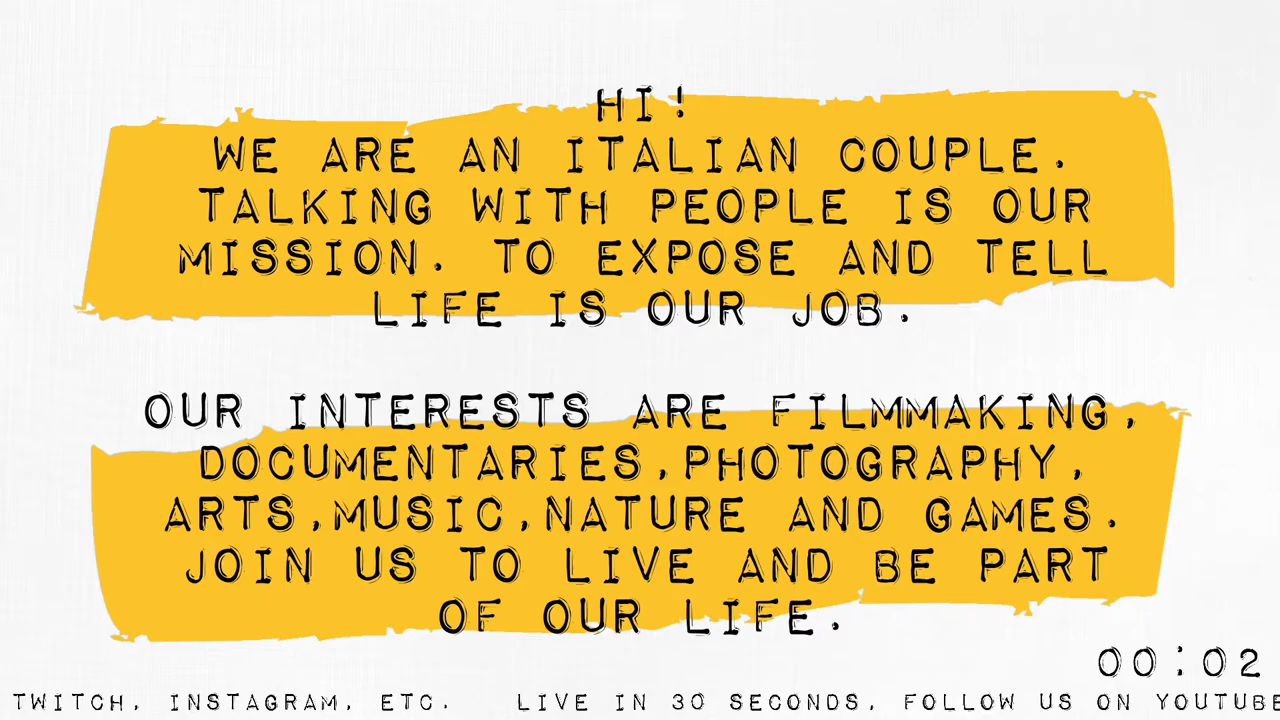 HI!
WE ARE AN ITALIAN COUPLE.
TALKING WITH PEOPLE IS OUR
MISSION. TO EXPOSE AND TELL
LIFE IS OUR JOB.
OUR INTERESTS ARE FILMMAKING,
DOCUMENTARIES,PHOTOGRAPHY,
ARTS,MUSIC,NATURE AND GAMES.
JOIN US TO LIVE AND BE PART
OF OUR LIFE.
00:02
TWITCH, INSTAGRAM, ETC. LIVE IN 30 SECONDS, FOLLOW US ON YOUTUBE